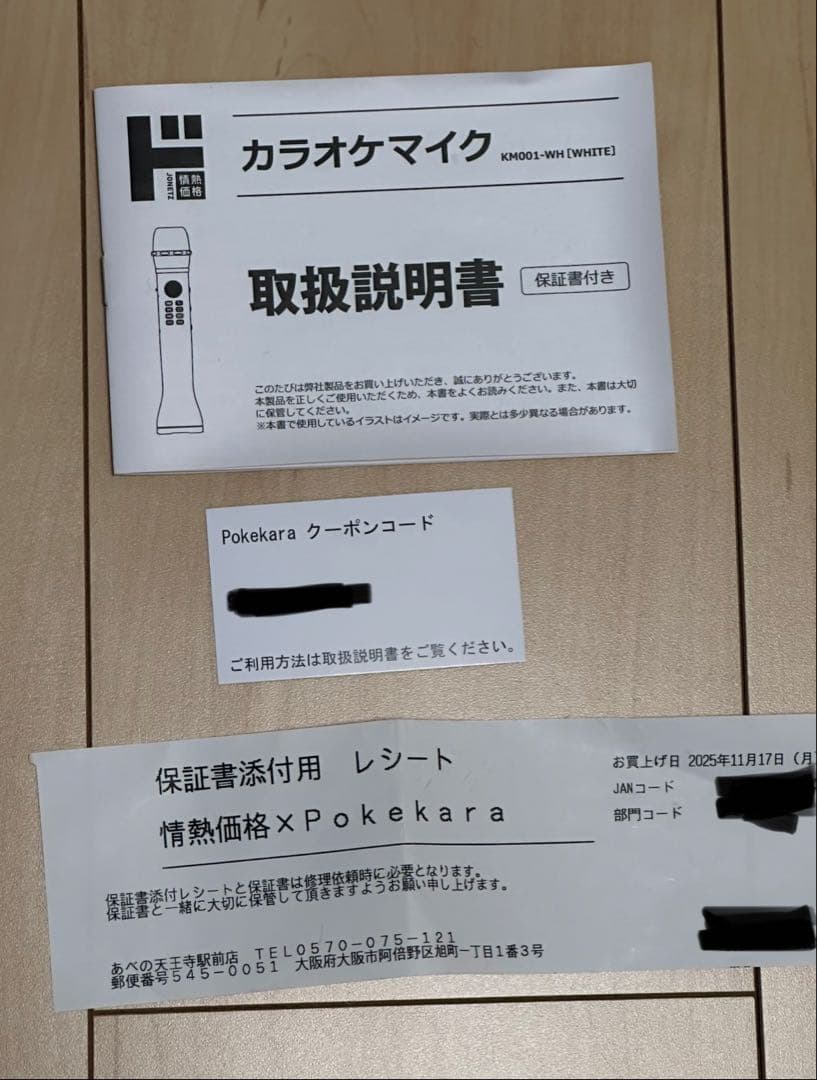 ド
JONETZ
情熱
価格
カラオケマイク KM001-WH [WHITE]
取扱説明書 保証書付き
このたびは弊社製品をお買い上げいただき、誠にありがとうございます。
本製品を正しくご使用いただくため、本書をよくお読みください。また、本書は大切
に保管してください。
※本書で使用しているイラストはイメージです。実際とは多少異なる場合があります。
Pokekara クーポンコード
ご利用方法は取扱説明書をご覧ください。
保証書添付用 レシート
情熱価格×Pokekara
お買上げ日 2025年11月17日(月
JANコード
部門コード
保証書添付レシートと保証書は修理依頼時に必要となります。
保証書と一緒に大切に保管して頂きますようお願い申し上げます。
あべの天王寺駅前店 TEL0570-075-121
郵便番号545-0051 大阪府大阪市阿倍野区旭町一丁目1番3号